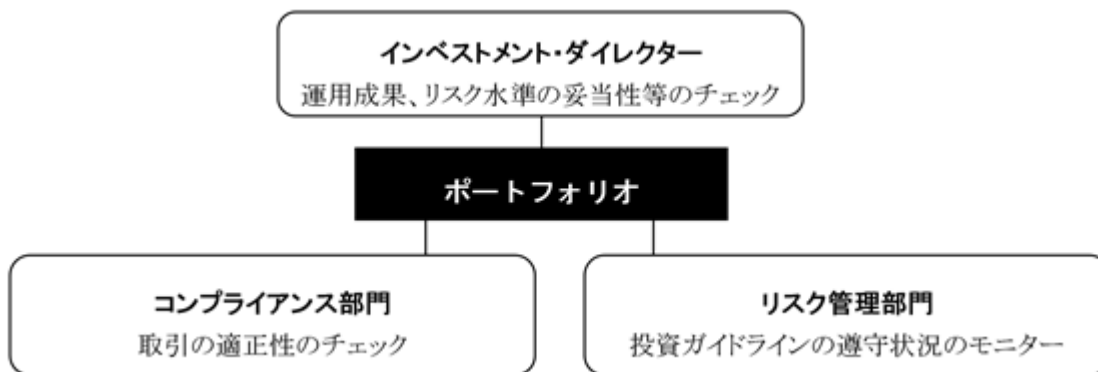 インベストメント・ダイレクター
運用成果、リスク水準の妥当性等のチェック
ポートフォリオ
コンプライアンス部門
取引の適正性のチェック
リスク管理部門
投資ガイドラインの遵守状況のモニター